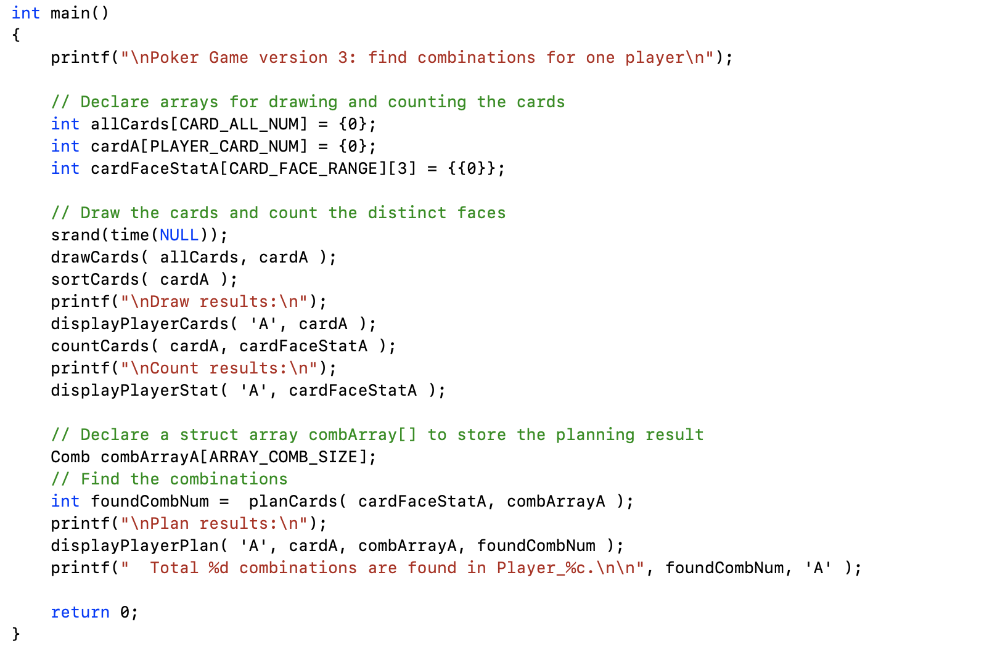 int main()
{
    printf("\nPoker Game version 3: find combinations for one player\n");

    // Declare arrays for drawing and counting the cards
    int allCards[CARD_ALL_NUM] = {0};
    int cardA[PLAYER_CARD_NUM] = {0};
    int cardFaceStatA[CARD_FACE_RANGE][3] = {{0}};

    // Draw the cards and count the distinct faces
    srand(time(NULL));
    drawCards( allCards, cardA );
    sortCards( cardA );
    printf("\nDraw results:\n");
    displayPlayerCards( 'A', cardA );
    countCards( cardA, cardFaceStatA );
    printf("\nCount results:\n");
    displayPlayerStat( 'A', cardFaceStatA );

    // Declare a struct array combArray[] to store the planning result
    Comb combArrayA[ARRAY_COMB_SIZE];
    // Find the combinations
    int foundCombNum =  planCards( cardFaceStatA, combArrayA );
    printf("\nPlan results:\n");
    displayPlayerPlan( 'A', cardA, combArrayA, foundCombNum );
    printf("  Total %d combinations are found in Player_%c.\n\n", foundCombNum, 'A' );

    return 0;
}